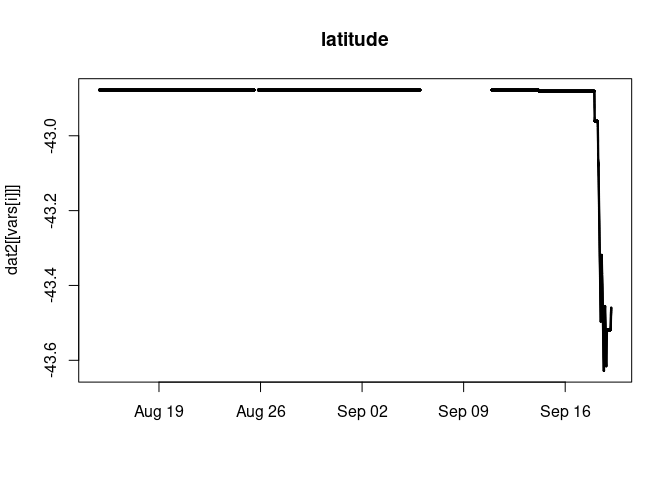 latitude
dat2[[vars[i]]]
-43.0
-43.2
-43.4
-43.6
Aug 19
Aug 26
Sep 02
Sep 09
Sep 16